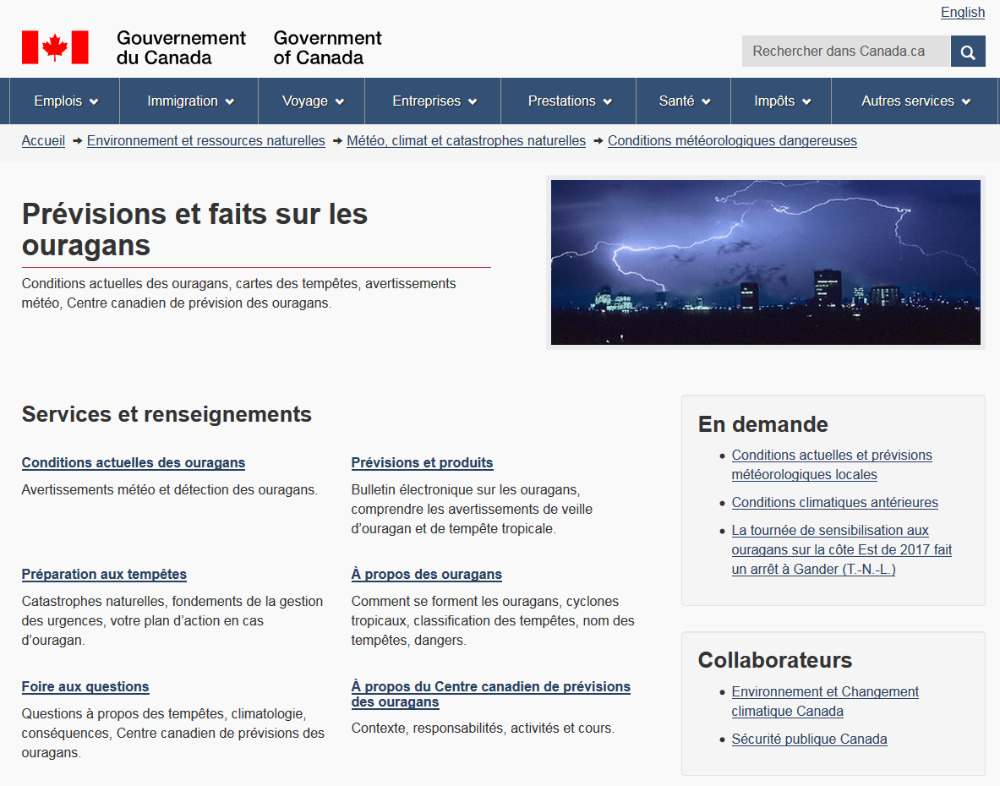 English
Gouvernement
du Canada
Government
of Canada
Rechercher dans Canada.ca
Emplois
Immigration
Voyage
Entreprises
Prestations
Santé
Impôts
Autres services
Accueil
Environnement et ressources naturelles
Météo, climat et catastrophes naturelles
Conditions météorologiques dangereuses
Prévisions et faits sur les
ouragans
Conditions actuelles des ouragans, cartes des tempêtes, avertissements
météo, Centre canadien de prévision des ouragans.
Services et renseignements
Conditions actuelles des ouragans
Avertissements météo et détection des ouragans.
Prévisions et produits
Bulletin électronique sur les ouragans,
comprendre les avertissements de veille
d’ouragan et de tempête tropicale.
Préparation aux tempêtes
Catastrophes naturelles, fondements de la gestion
des urgences, votre plan d’action en cas
d’ouragan.
À propos des ouragans
Comment se forment les ouragans, cyclones
tropicaux, classification des tempêtes, nom des
tempêtes, dangers.
Foire aux questions
Questions à propos des tempêtes, climatologie,
conséquences, Centre canadien de prévisions des
ouragans.
À propos du Centre canadien de prévisions
des ouragans
Contexte, responsabilités, activités et cours.
En demande
Conditions actuelles et prévisions
météorologiques locales
Conditions climatiques antérieures
La tournée de sensibilisation aux
ouragans sur la côte Est de 2017 fait
un arrêt à Gander (T.-N.-L.)
Collaborateurs
Environnement et Changement
climatique Canada
Sécurité publique Canada